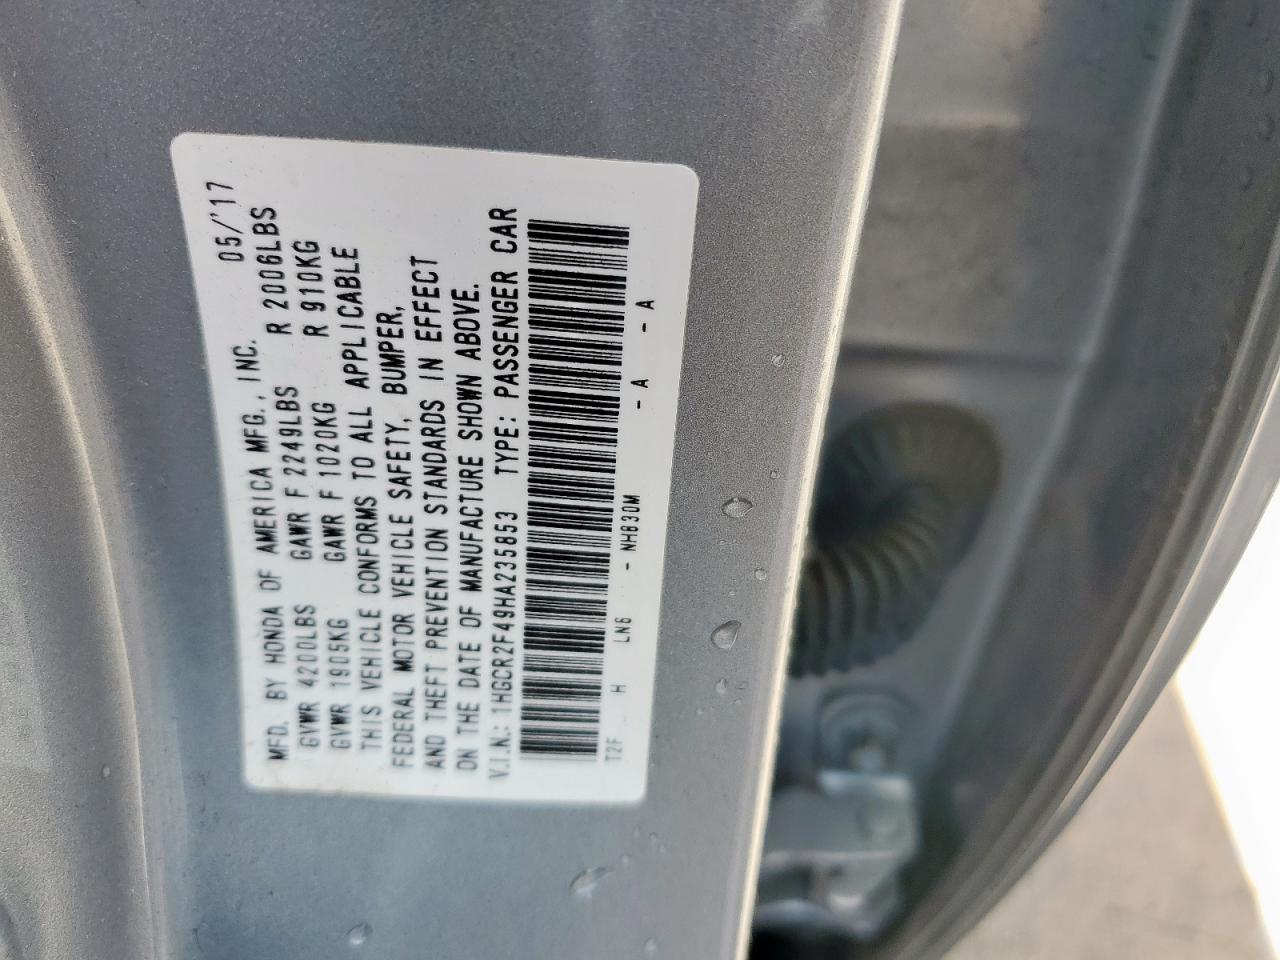 MFD. BY HONDA OF AMERICA MFG., INC. 05/'17
GVWR 4200LBS GAWR F 2249LBS R 2006LBS
GVWR 1905KG GAWR F 1020KG R 910KG
THIS VEHICLE CONFORMS TO ALL APPLICABLE
FEDERAL MOTOR VEHICLE SAFETY, BUMPER,
AND THEFT PREVENTION STANDARDS IN EFFECT
ON THE DATE OF MANUFACTURE SHOWN ABOVE.
V.I.N.: 1HGCR2F49HA235853 TYPE: PASSENGER CAR
T2F H LN6 - NH830M - A - A